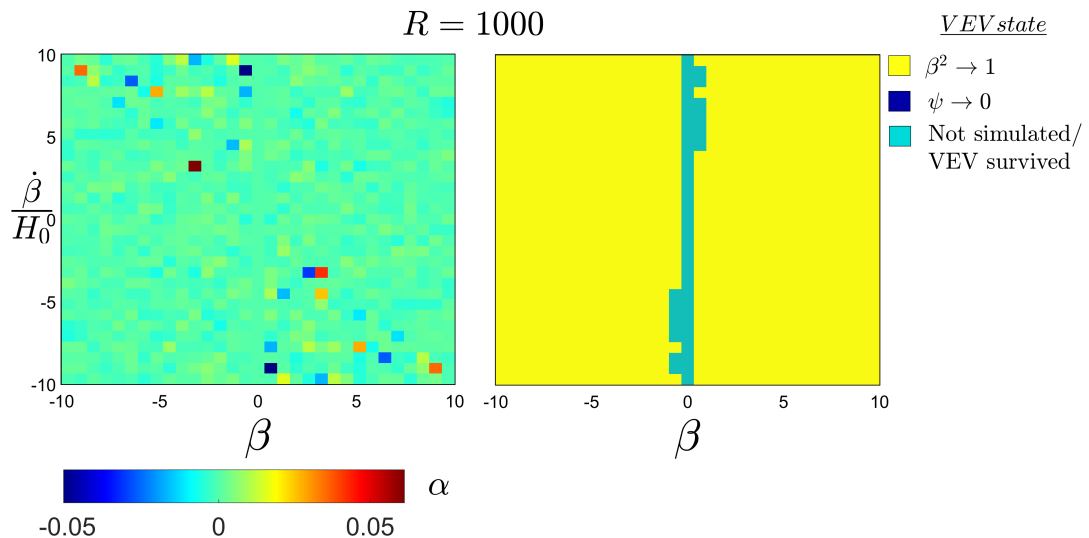 R = 1000
VEV state
10
5
0
-5
-10
β̇
H₀
-10
-5
0
5
10
β
-10
-5
0
5
10
β
β² → 1
ψ → 0
Not simulated/
VEV survived
α
-0.05
0
0.05